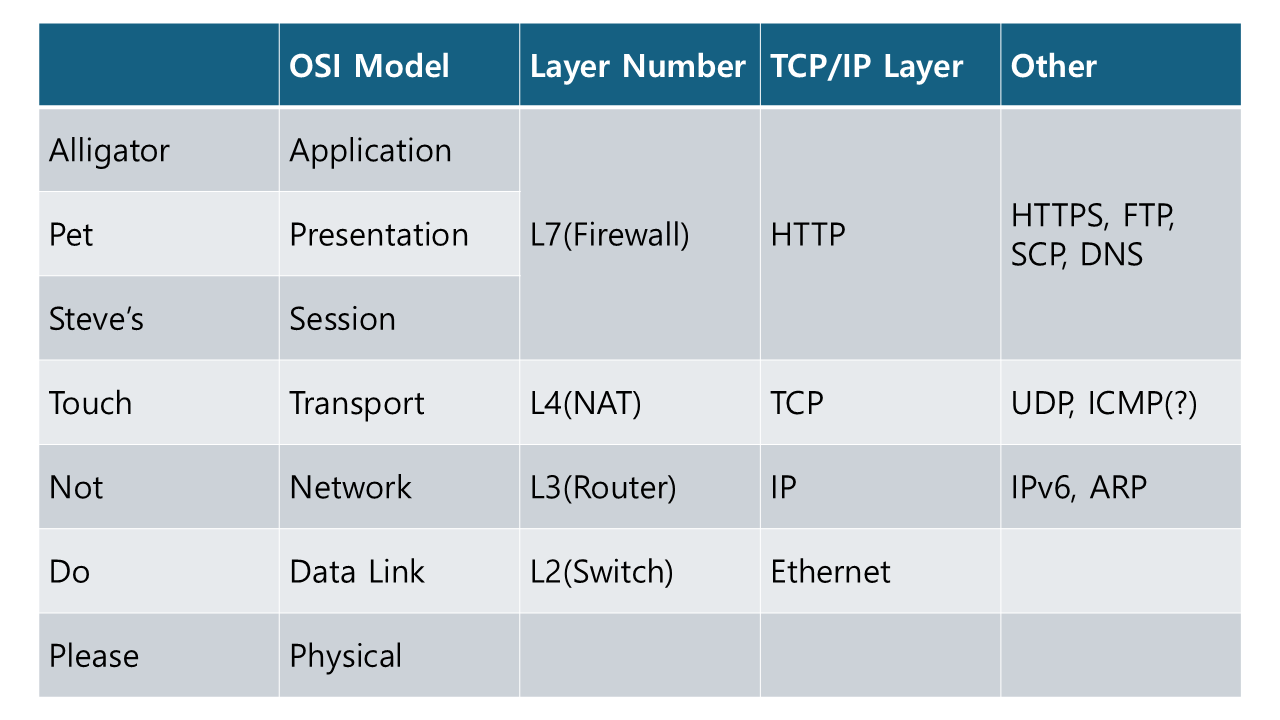 OSI Model Layer Number TCP/IP Layer Other
Alligator Application
Pet Presentation L7(Firewall) HTTP HTTPS, FTP,
SCP, DNS
Steve’s Session
Touch Transport L4(NAT) TCP UDP, ICMP(?)
Not Network L3(Router) IP IPv6, ARP
Do Data Link L2(Switch) Ethernet
Please Physical